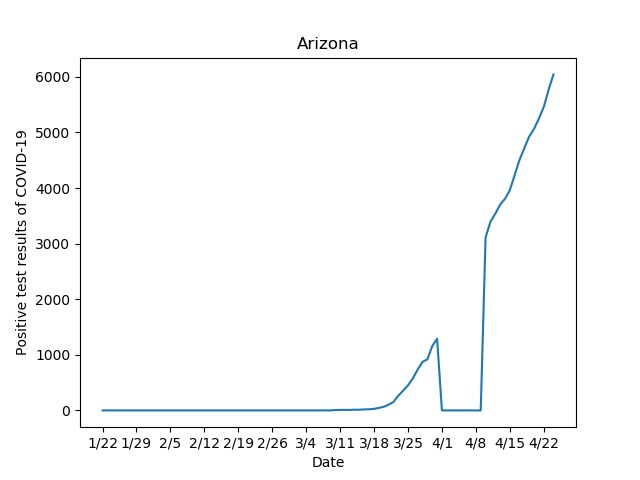 Arizona
Positive test results of COVID-19
6000
5000
4000
3000
2000
1000
0
1/22 1/29 2/5 2/12 2/19 2/26 3/4 3/11 3/18 3/25 4/1 4/8 4/15 4/22
Date